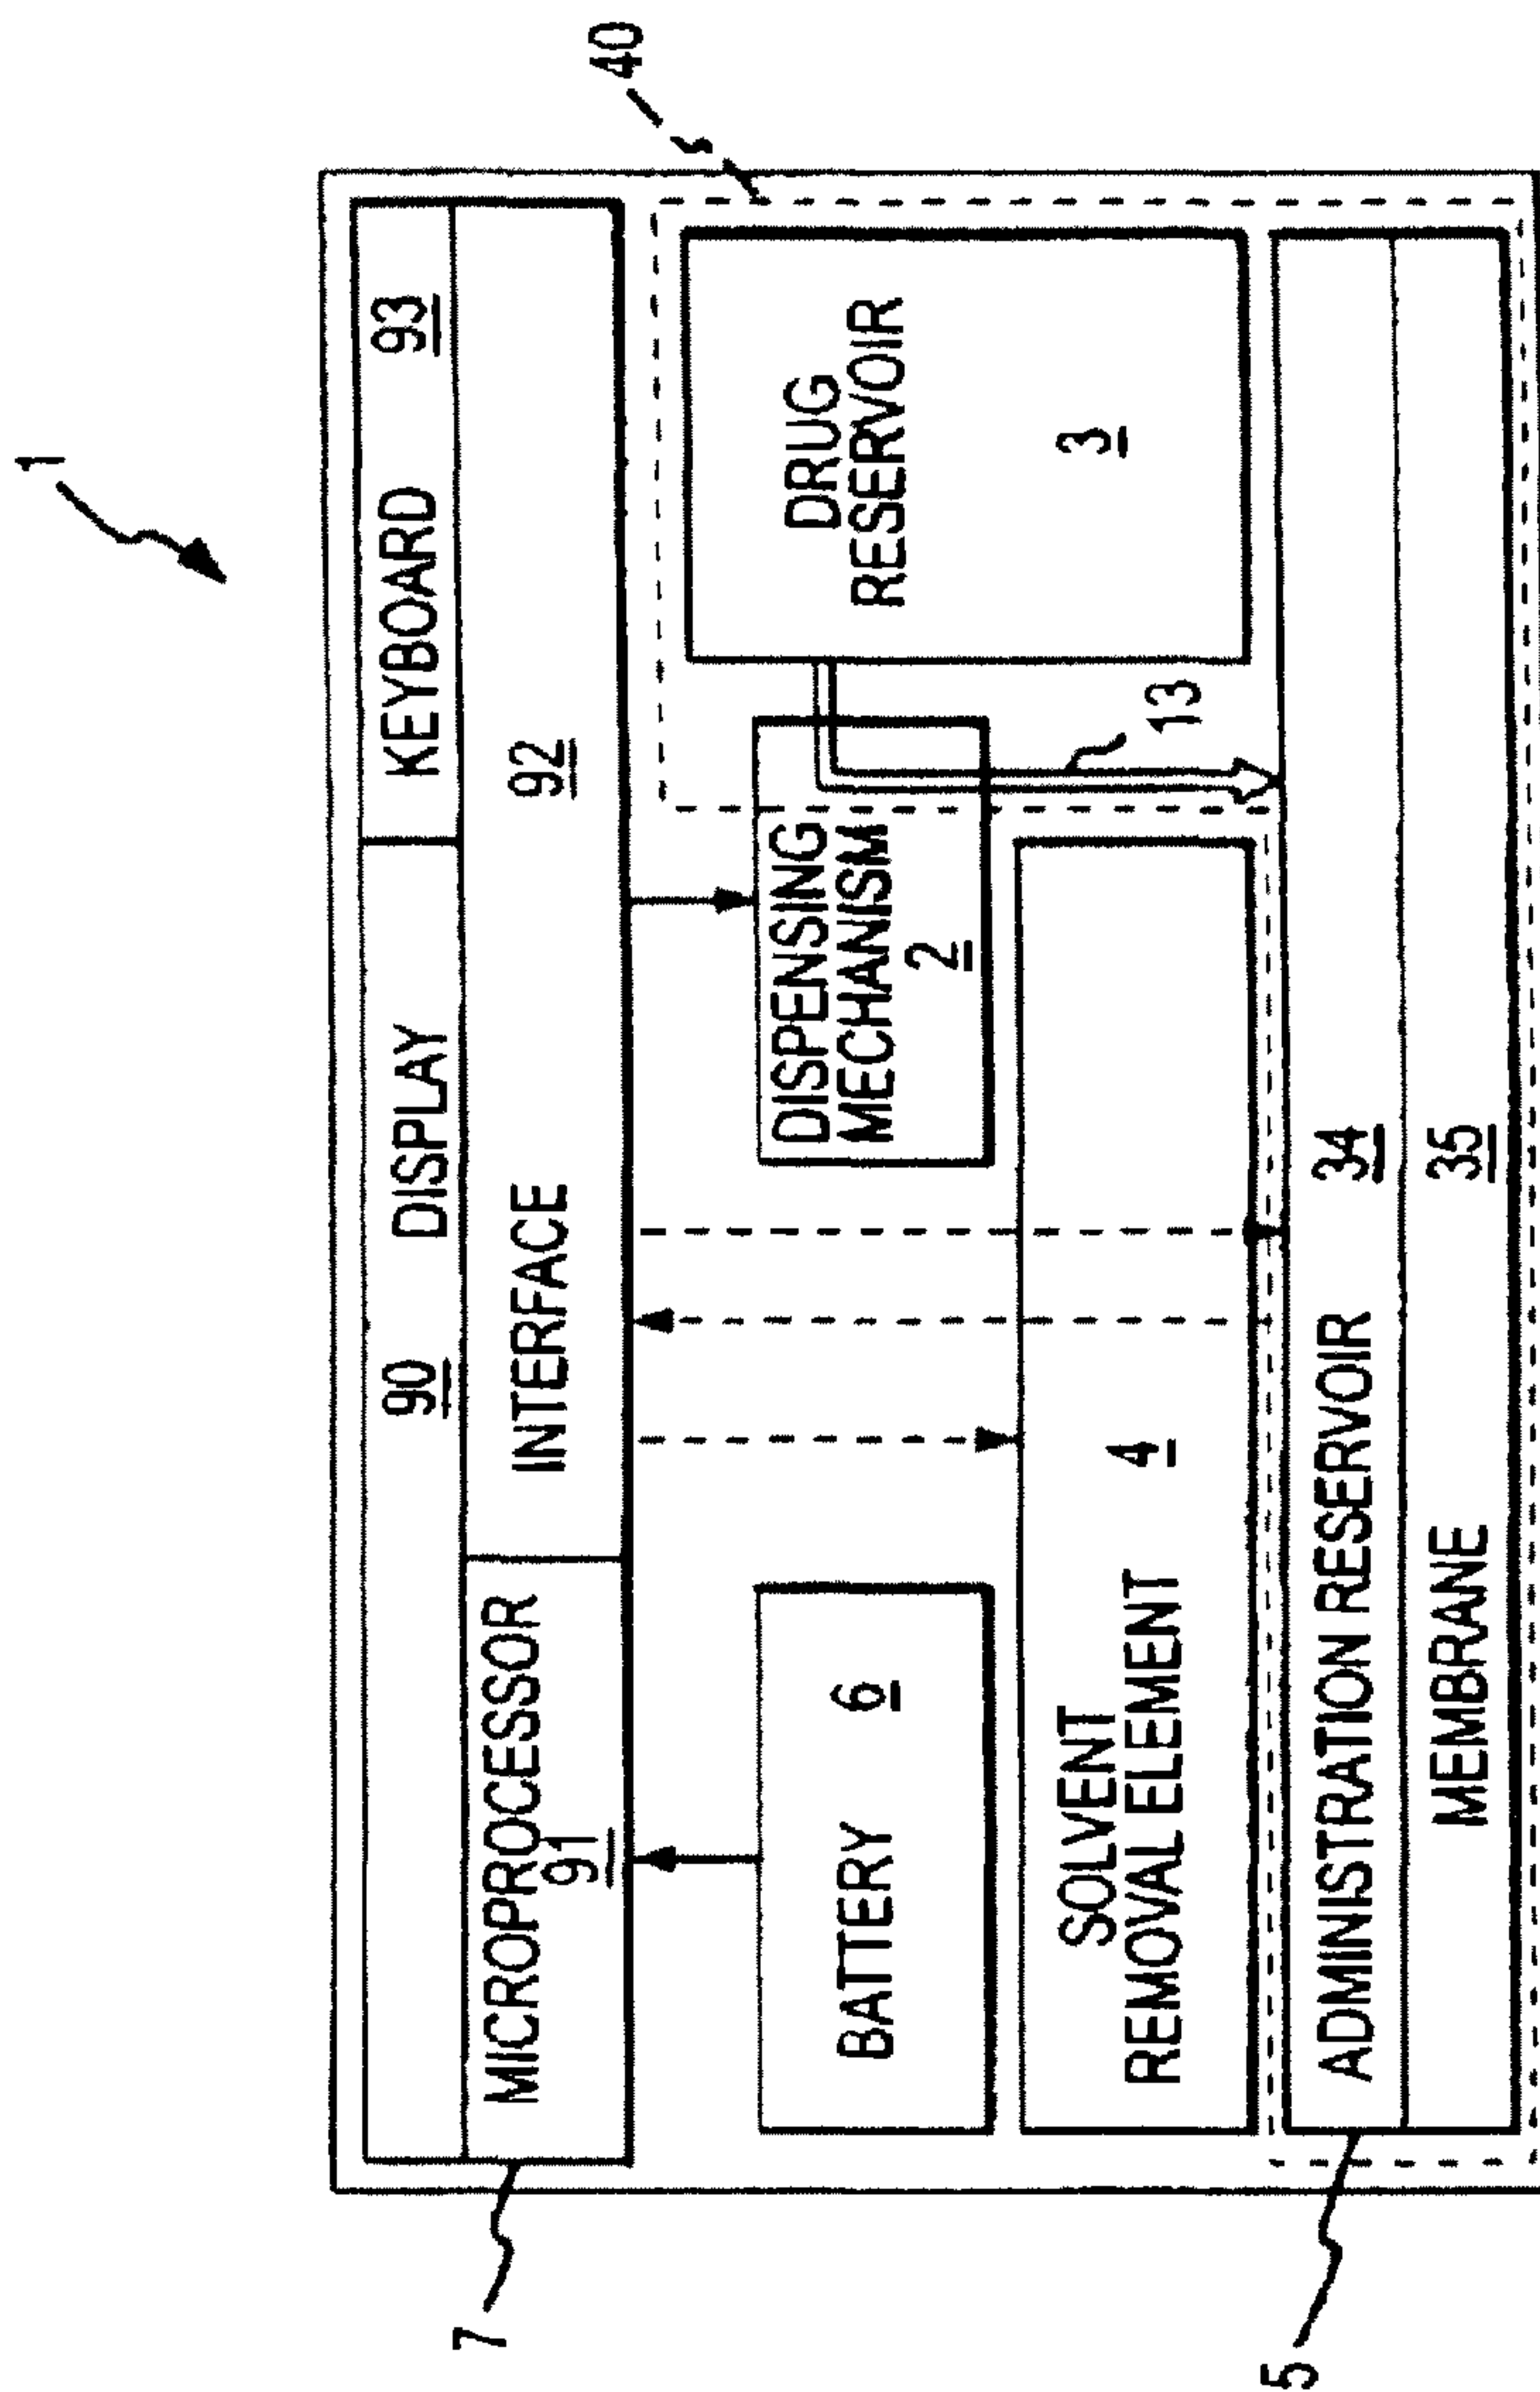 1
40
7
90
DISPLAY
KEYBOARD
93
MICROPROCESSOR
91
INTERFACE
92
BATTERY
6
DISPENSING
MECHANISM
2
DRUG
RESERVOIR
3
13
SOLVENT
REMOVAL ELEMENT
4
5
ADMINISTRATION RESERVOIR
34
MEMBRANE
35